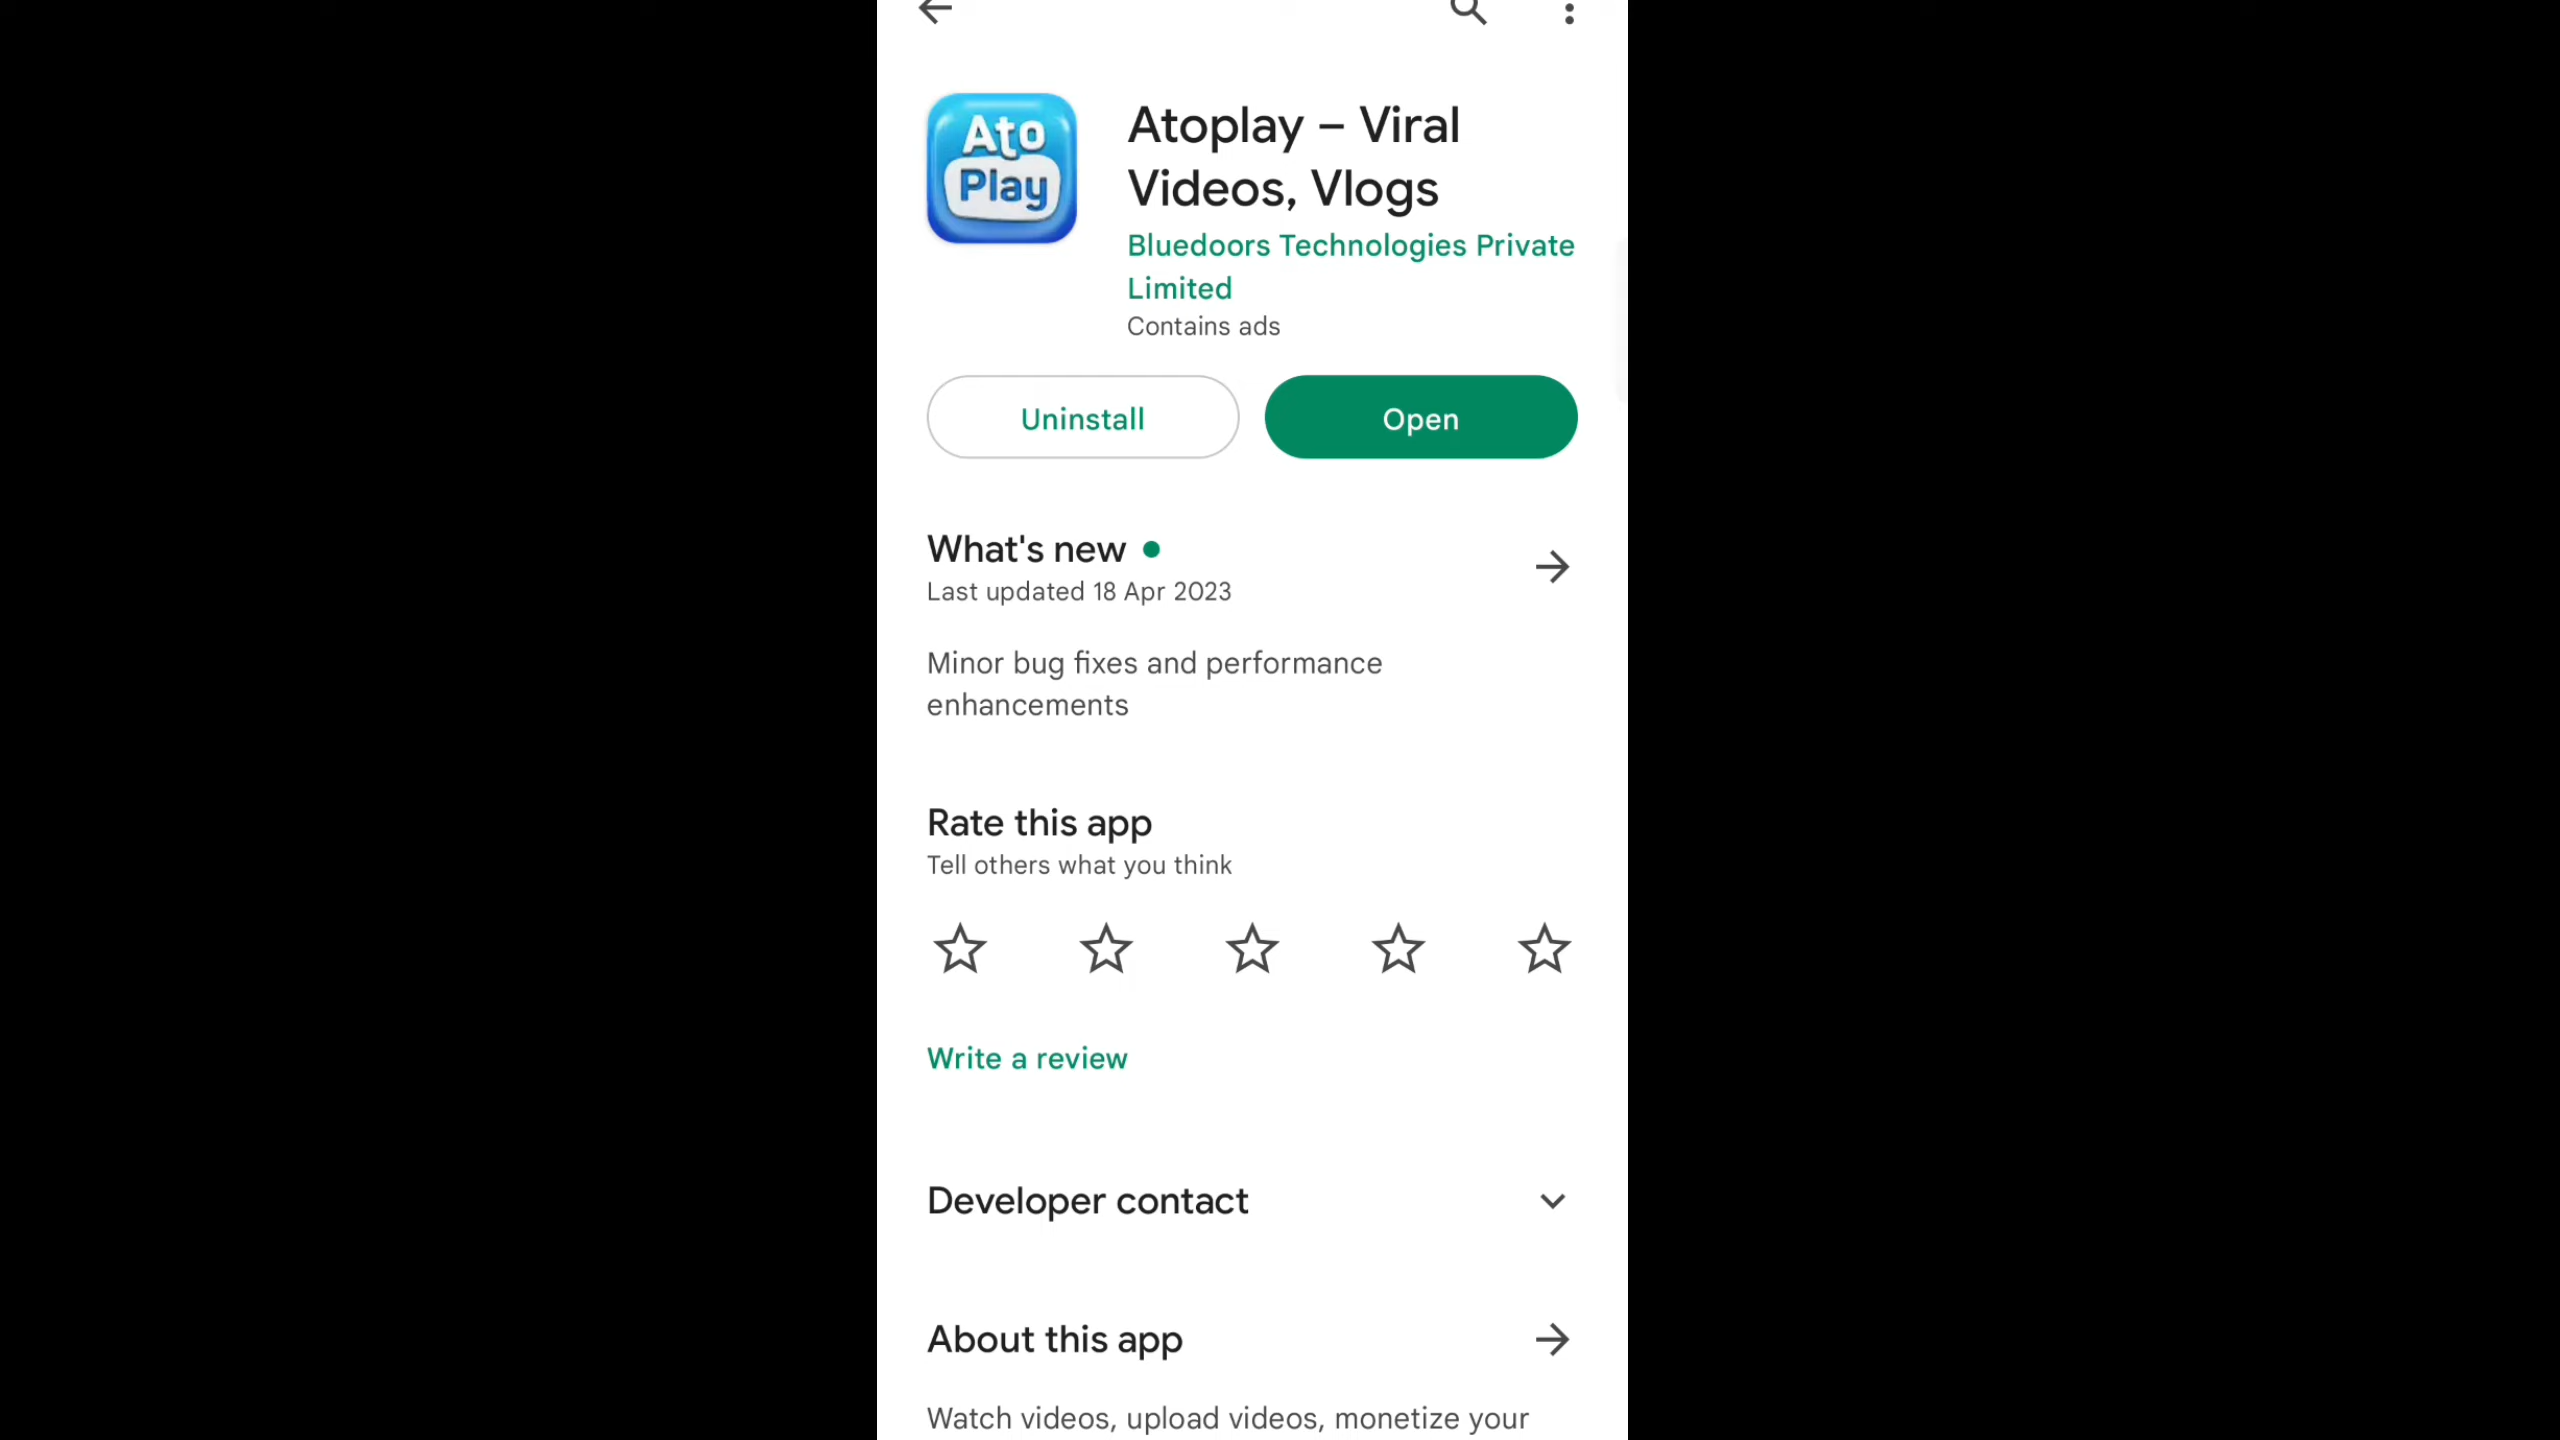 Ato
Play
Atoplay – Viral
Videos, Vlogs
Bluedoors Technologies Private
Limited
Contains ads
Uninstall
Open
What's new
Last updated 18 Apr 2023
Minor bug fixes and performance
enhancements
Rate this app
Tell others what you think
Write a review
Developer contact
About this app
Watch videos, upload videos, monetize your